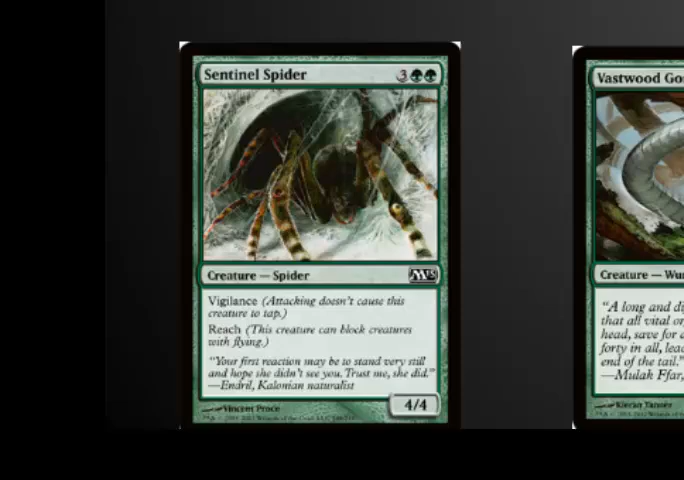 Sentinel Spider
3
Creature — Spider
M13
Vigilance (Attacking doesn't cause this
creature to tap.)
Reach (This creature can block creatures
with flying.)
"Your first reaction may be to stand very still
and hope she didn't see you. Trust me, she did."
—Endril, Kalonian naturalist
4/4
Vincent Proce
Vastwood Go
Creature — Wu
"A long and di
that all vital or
head, save for
forty in all, lea
end of the tail."
—Mulak Ffar,
Kieran Yanner